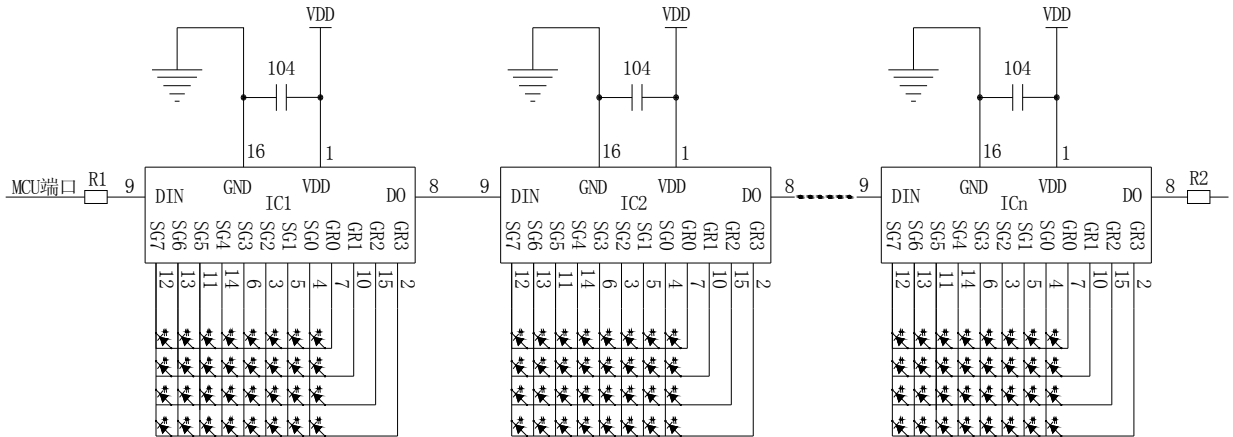 VDD VDD VDD
104 104 104
16 1 16 1 16 1
MCU端口 R1 9 DIN GND VDD DO 8 9 DIN GND VDD DO 8 9 DIN GND VDD DO 8 R2
IC1 IC2 ICn
SG7 SG6 SG5 SG4 SG3 SG2 SG1 SG0 GR0 GR1 GR2 GR3 SG7 SG6 SG5 SG4 SG3 SG2 SG1 SG0 GR0 GR1 GR2 GR3 SG7 SG6 SG5 SG4 SG3 SG2 SG1 SG0 GR0 GR1 GR2 GR3
12 13 11 14 6 3 5 4 7 10 15 2 12 13 11 14 6 3 5 4 7 10 15 2 12 13 11 14 6 3 5 4 7 10 15 2